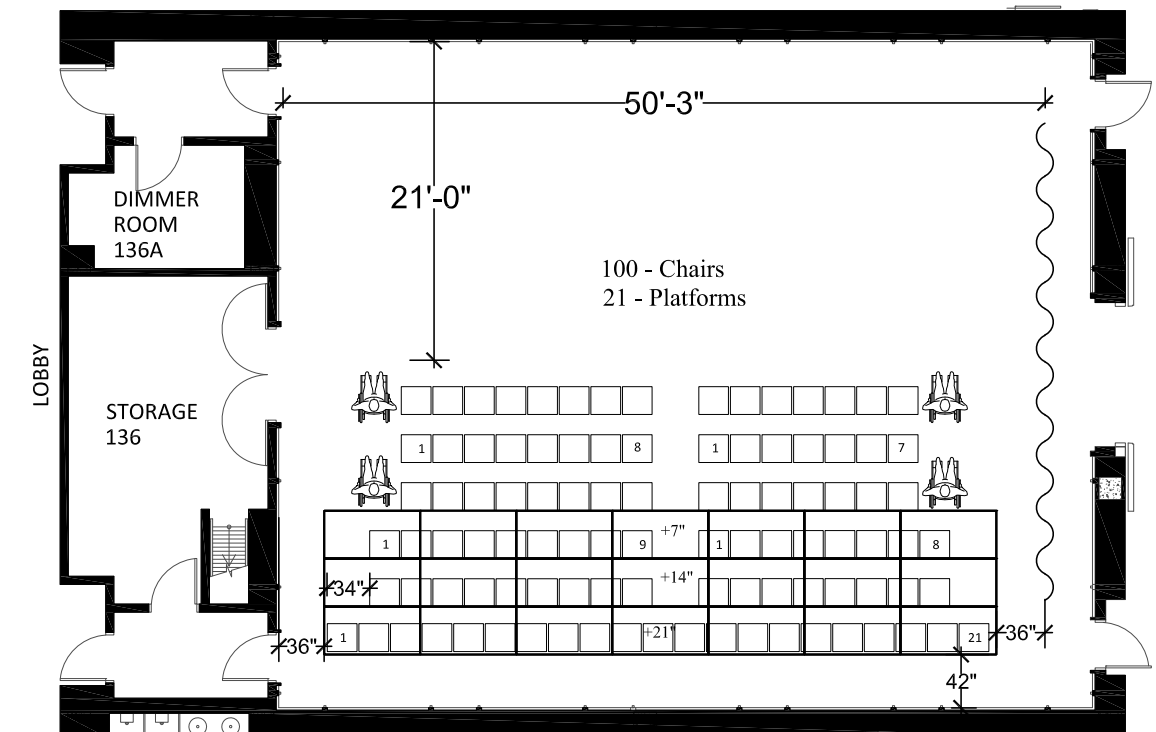 50'-3"
21'-0"
DIMMER
ROOM
136A
100 - Chairs
21 - Platforms
LOBBY
STORAGE
136
1 8 1 7
1 9 +7" 1 8
34" +14"
36" 1 +21" 21 36"
42"